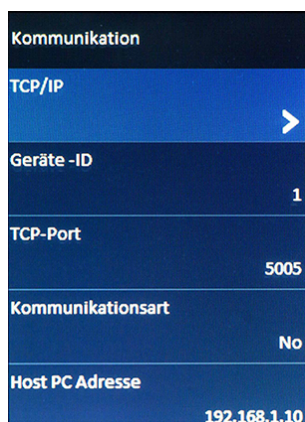 Kommunikation
TCP/IP
Geräte -ID
1
TCP-Port
5005
Kommunikationsart
No
Host PC Adresse
192.168.1.10